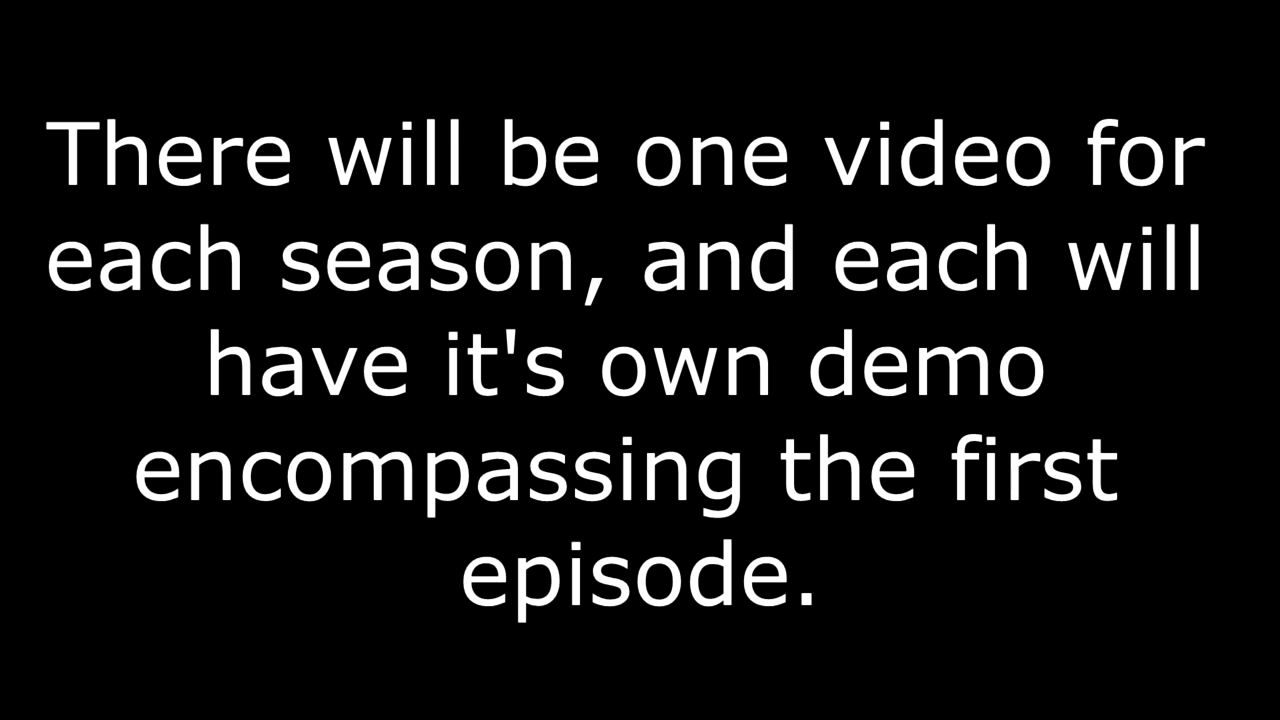 There will be one video for
each season, and each will
have it's own demo
encompassing the first
episode.